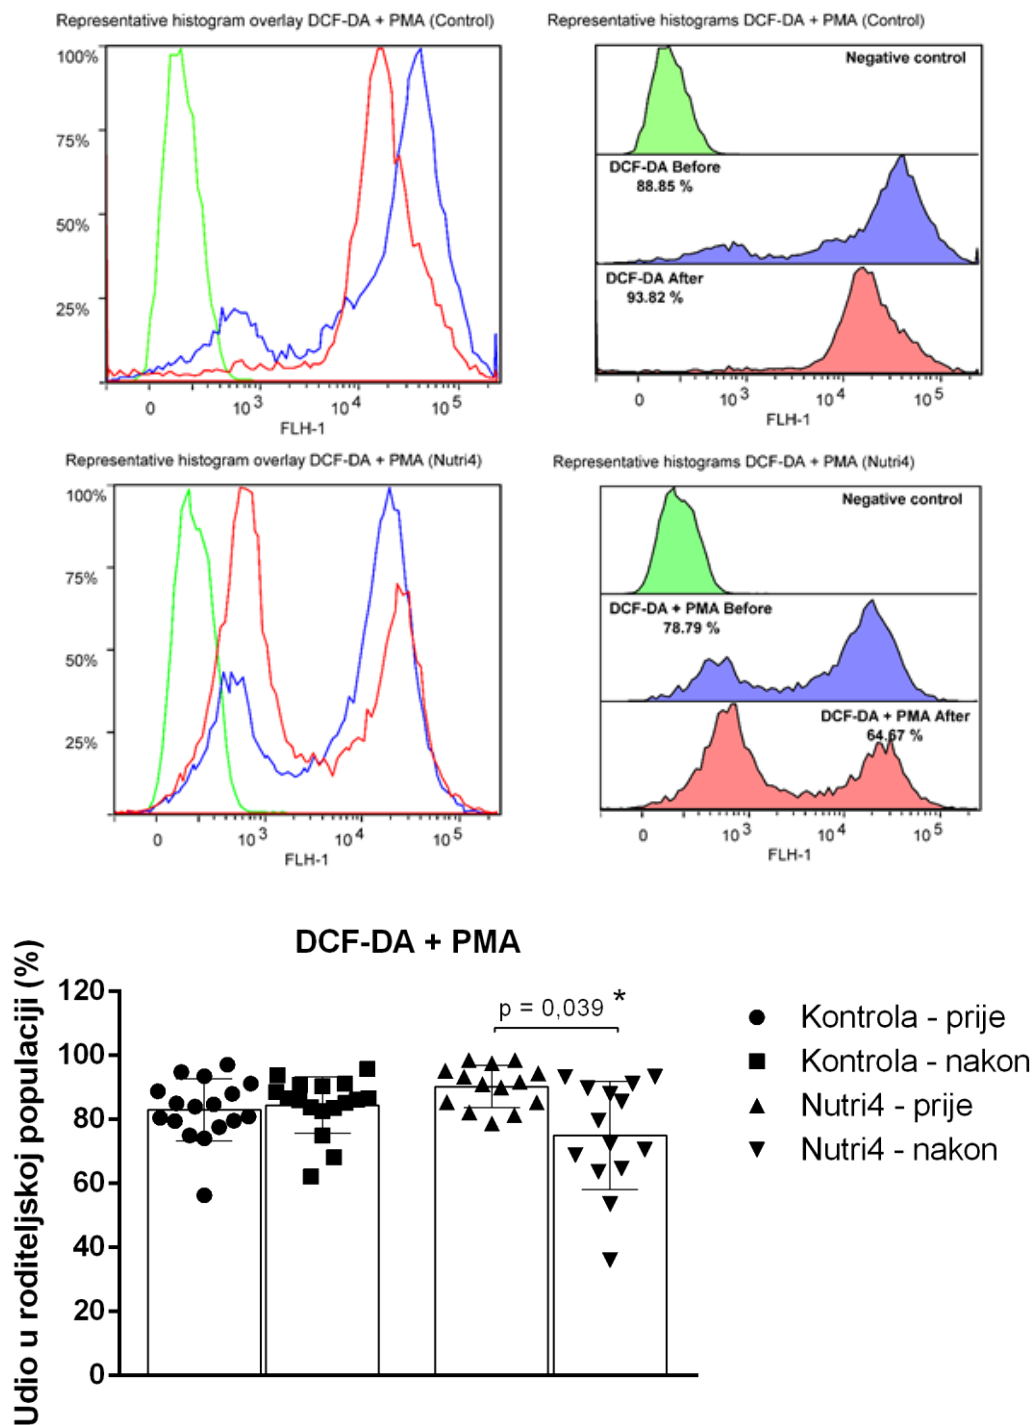 Representative histogram overlay DCF-DA + PMA (Control)
100%
75%
50%
25%
0 10³ 10⁴ 10⁵
FLH-1
Representative histograms DCF-DA + PMA (Control)
Negative control
DCF-DA Before
88.85 %
DCF-DA After
93.82 %
0 10³ 10⁴ 10⁵
FLH-1
Representative histogram overlay DCF-DA + PMA (Nutri4)
100%
75%
50%
25%
0 10³ 10⁴ 10⁵
FLH-1
Representative histograms DCF-DA + PMA (Nutri4)
Negative control
DCF-DA + PMA Before
78.79 %
DCF-DA + PMA After
64.67 %
0 10³ 10⁴ 10⁵
FLH-1
DCF-DA + PMA
Udio u roditeljskoj populaciji (%)
120
100
80
60
40
20
0
p = 0,039 *
Kontrola - prije
Kontrola - nakon
Nutri4 - prije
Nutri4 - nakon